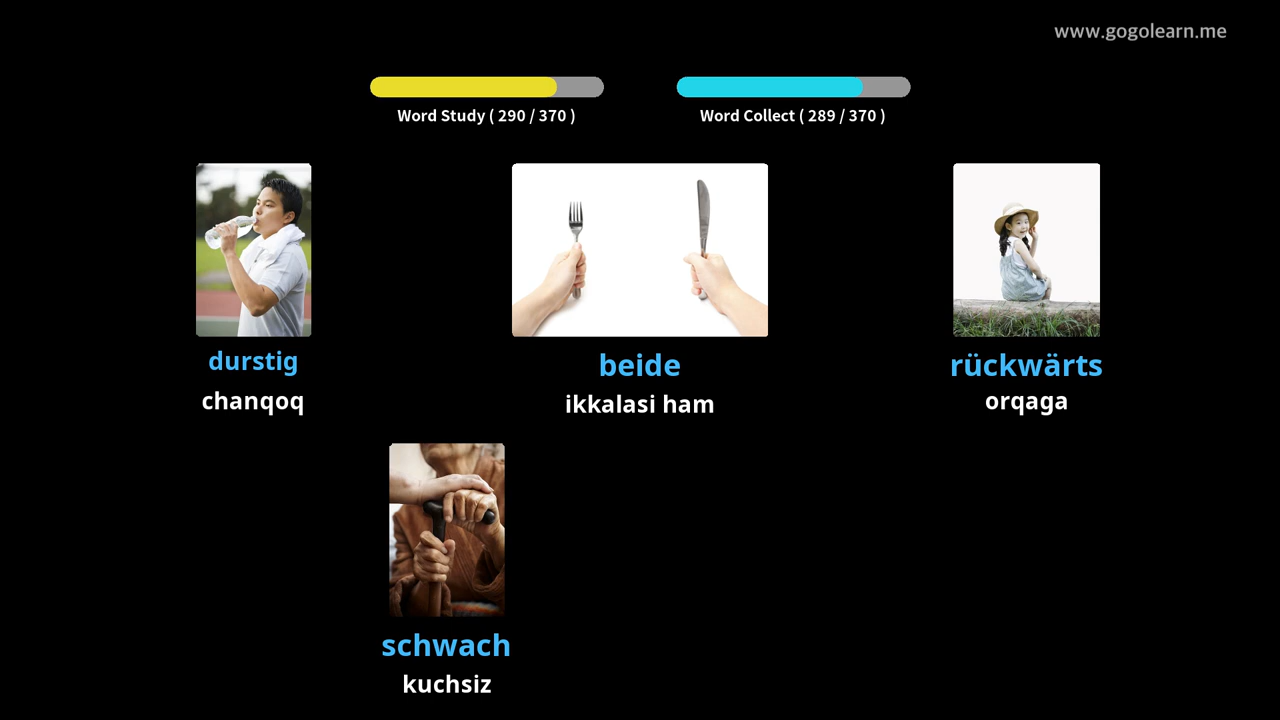 www.gogolearn.me
Word Study ( 290 / 370 )
Word Collect ( 289 / 370 )
durstig
chanqoq
beide
ikkalasi ham
rückwärts
orqaga
schwach
kuchsiz